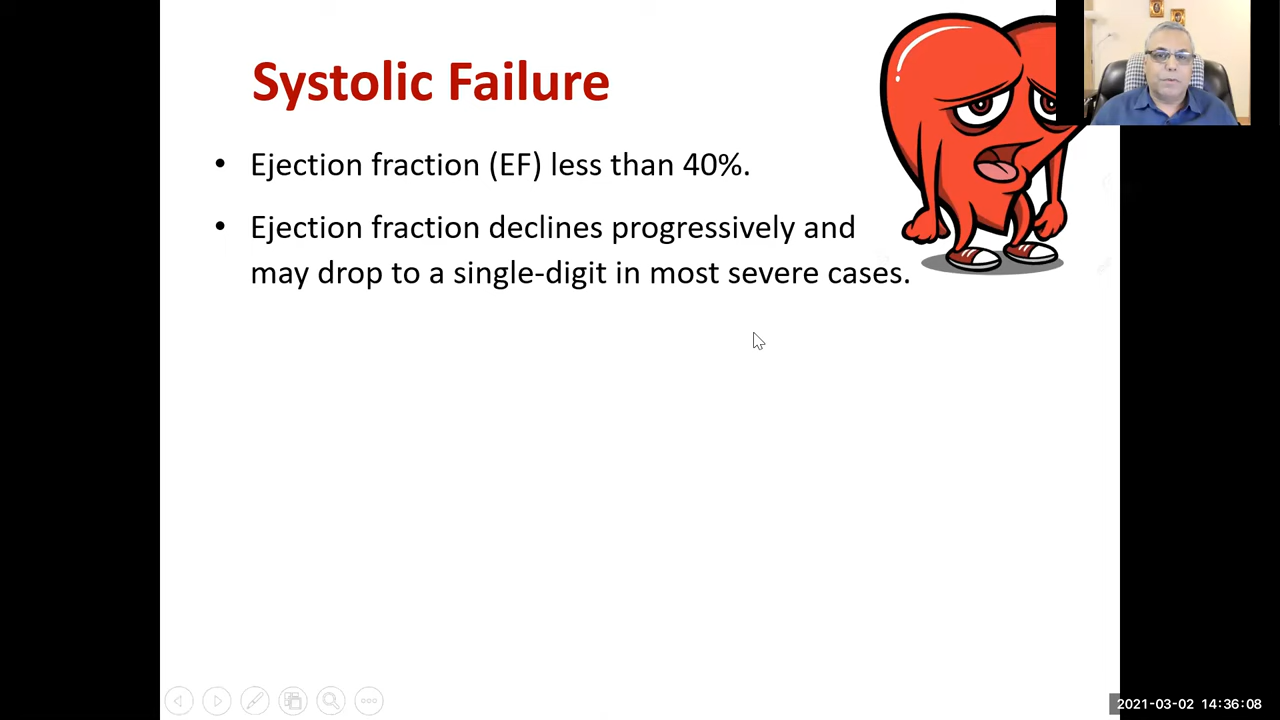 Systolic Failure
• Ejection fraction (EF) less than 40%.
• Ejection fraction declines progressively and
may drop to a single-digit in most severe cases.
2021-03-02 14:36:08